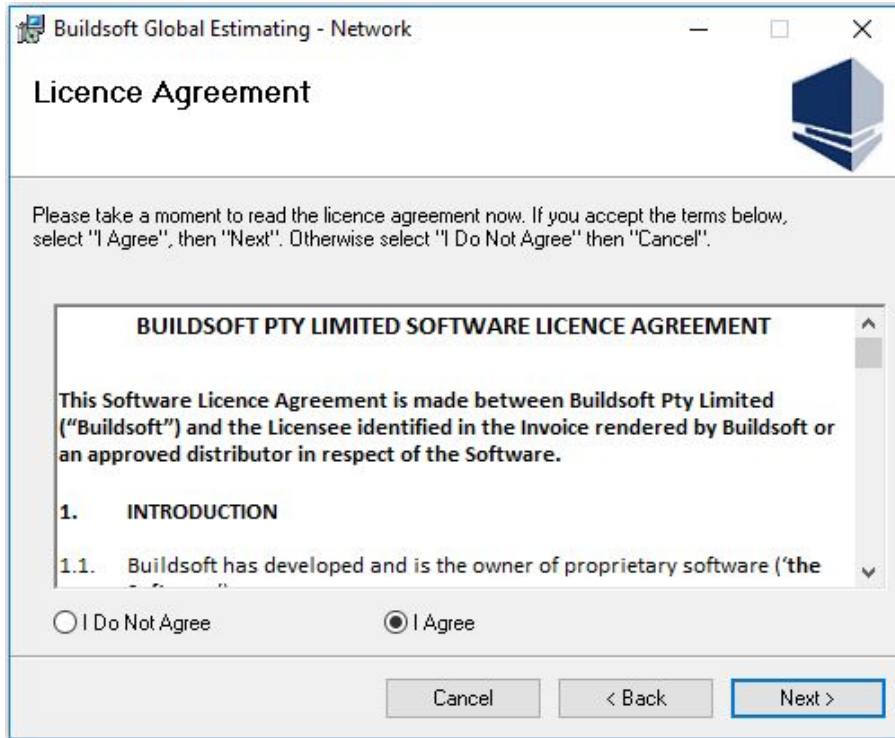 Buildsoft Global Estimating - Network
Licence Agreement
Please take a moment to read the licence agreement now. If you accept the terms below,
select "I Agree", then "Next". Otherwise select "I Do Not Agree" then "Cancel".
BUILDSOFT PTY LIMITED SOFTWARE LICENCE AGREEMENT
This Software Licence Agreement is made between Buildsoft Pty Limited
(“Buildsoft”) and the Licensee identified in the Invoice rendered by Buildsoft or
an approved distributor in respect of the Software.
1. INTRODUCTION
1.1. Buildsoft has developed and is the owner of proprietary software (‘the
I Do Not Agree
I Agree
Cancel
< Back
Next >